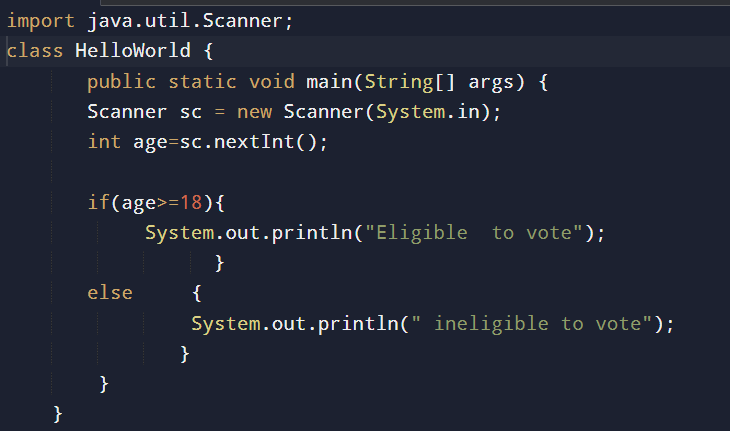 import java.util.Scanner;
class HelloWorld {
public static void main(String[] args) {
Scanner sc = new Scanner(System.in);
int age=sc.nextInt();
if(age>=18){
System.out.println("Eligible  to vote");
}
else     {
System.out.println(" ineligible to vote");
}
}
}